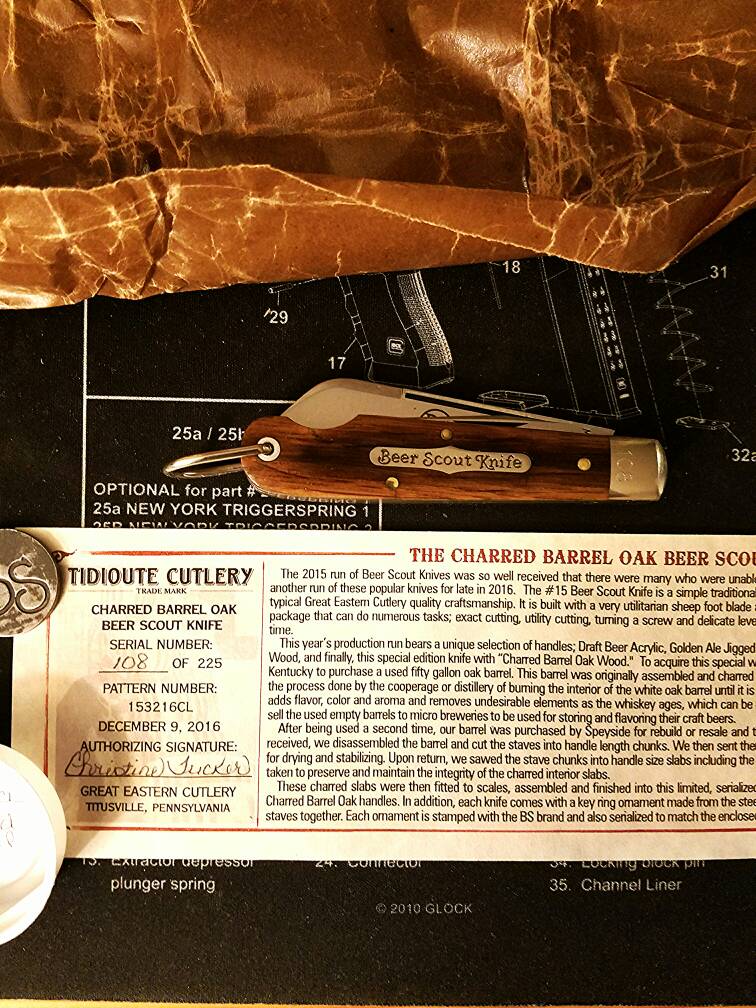 18
31
29
17
25a / 25b
32a
OPTIONAL for part #
25a NEW YORK TRIGGERSPRING 1
25B NEW YORK TRIGGERSPRING 2
Beer Scout Knife
108
THE CHARRED BARREL OAK BEER SCOU
TIDIOUTE CUTLERY
TRADE MARK
CHARRED BARREL OAK
BEER SCOUT KNIFE
SERIAL NUMBER:
108 OF 225
PATTERN NUMBER:
153216CL
DECEMBER 9, 2016
AUTHORIZING SIGNATURE:
Christine Tucker
GREAT EASTERN CUTLERY
TITUSVILLE, PENNSYLVANIA
The 2015 run of Beer Scout Knives was so well received that there were many who were unab
another run of these popular knives for late in 2016. The #15 Beer Scout Knife is a simple traditional
typical Great Eastern Cutlery quality craftsmanship. It is built with a very utilitarian sheep foot blade
package that can do numerous tasks; exact cutting, utility cutting, turning a screw and delicate leve
time.
This year's production run bears a unique selection of handles; Draft Beer Acrylic, Golden Ale Jigged
Wood, and finally, this special edition knife with "Charred Barrel Oak Wood." To acquire this special w
Kentucky to purchase a used fifty gallon oak barrel. This barrel was originally assembled and charred
the process done by the cooperage or distillery of burning the interior of the white oak barrel until it is
adds flavor, color and aroma and removes undesirable elements as the whiskey ages, which can be
sell the used empty barrels to micro breweries to be used for storing and flavoring their craft beers.
After being used a second time, our barrel was purchased by Speyside for rebuild or resale and t
received, we disassembled the barrel and cut the staves into handle length chunks. We then sent the
for drying and stabilizing. Upon return, we sawed the stave chunks into handle size slabs including the
taken to preserve and maintain the integrity of the charred interior slabs.
These charred slabs were then fitted to scales, assembled and finished into this limited, serialize
Charred Barrel Oak handles. In addition, each knife comes with a key ring ornament made from the stee
staves together. Each ornament is stamped with the BS brand and also serialized to match the enclose
13. Extractor depressor
plunger spring
24. Connector
34. Locking block pin
35. Channel Liner
© 2010 GLOCK